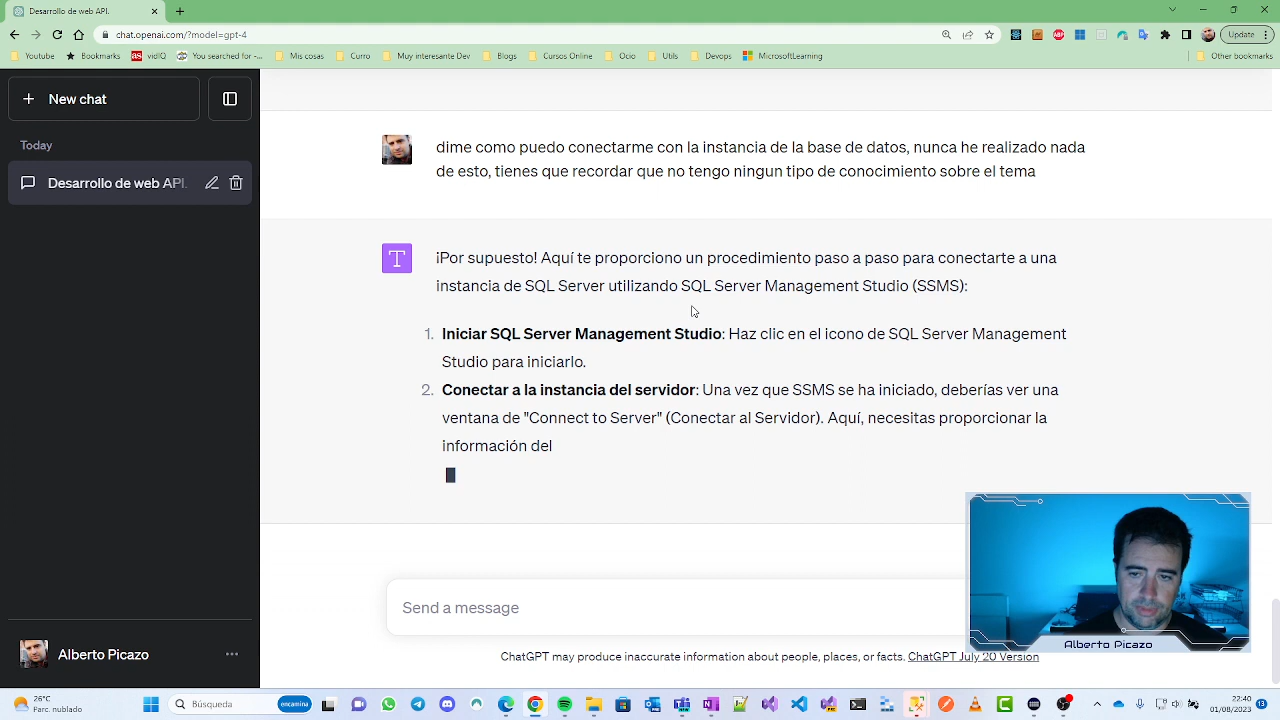 Desarrollo de web API.
chat.openai.com/?model=gpt-4
Update
Youtube
Bookmarks
vidIQ
You searched for -...
Mis cosas
Curro
Muy interesante Dev
Blogs
Cursos Online
Ocio
Utils
Devops
MicrosoftLearning
Other bookmarks
New chat
Today
Desarrollo de web API.
dime como puedo conectarme con la instancia de la base de datos, nunca he realizado nada
de esto, tienes que recordar que no tengo ningun tipo de conocimiento sobre el tema
T
¡Por supuesto! Aquí te proporciono un procedimiento paso a paso para conectarte a una
instancia de SQL Server utilizando SQL Server Management Studio (SSMS):
1. Iniciar SQL Server Management Studio: Haz clic en el icono de SQL Server Management
Studio para iniciarlo.
2. Conectar a la instancia del servidor: Una vez que SSMS se ha iniciado, deberías ver una
ventana de "Connect to Server" (Conectar al Servidor). Aquí, necesitas proporcionar la
información del
Send a message
ChatGPT may produce inaccurate information about people, places, or facts. ChatGPT July 20 Version
Alberto Picazo
Alberto Picazo
26°C
Parc. nublado
Búsqueda
encamina
22:40
01/08/2023